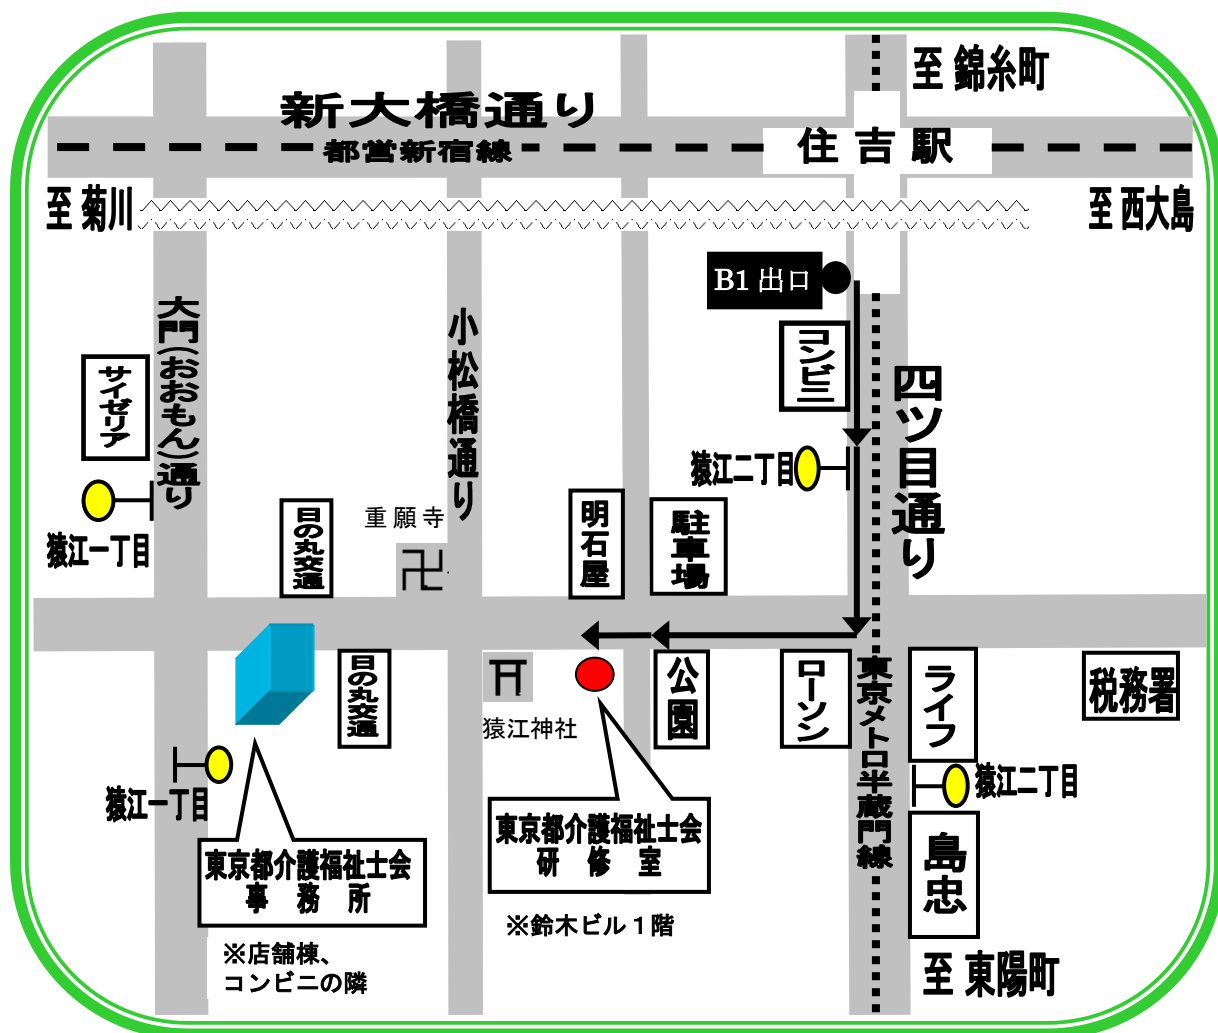 至 錦糸町
新大橋通り
都営新宿線
住吉駅
至 菊川
至 西大島
B1 出口
コンビニ
大門(おおもん)通り
小松橋通り
四ツ目通り
サイゼリア
猿江二丁目
猿江一丁目
日の丸交通
重願寺
卍
明石屋
駐車場
日の丸交通
猿江神社
公園
ローソン
東京メトロ半蔵門線
ライフ
税務署
猿江一丁目
猿江二丁目
東京都介護福祉士会
研 修 室
東京都介護福祉士会
事 務 所
島忠
※鈴木ビル1階
※店舗棟、
コンビニの隣
至 東陽町